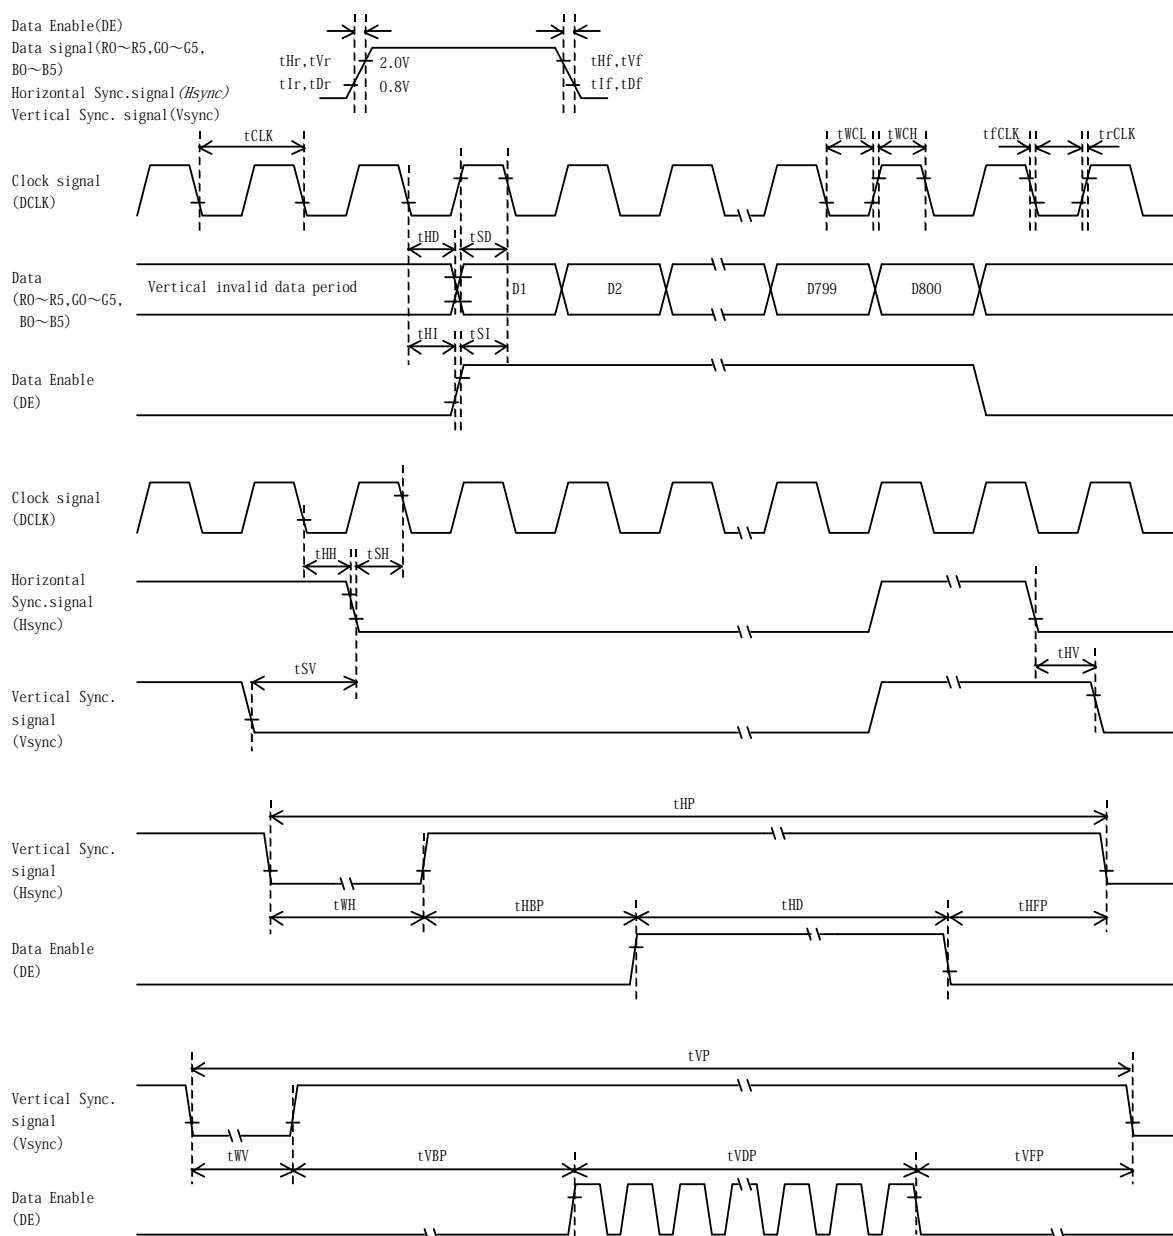 Data Enable(DE)
Data signal(R0～R5,G0～G5,
B0～B5)
Horizontal Sync.signal(Hsync)
Vertical Sync. signal(Vsync)
tHr,tVr
2.0V
tHf,tVf
tIr,tDr
0.8V
tIf,tDf
tCLK
tWCL
tWCH
tfCLK
trCLK
Clock signal
(DCLK)
tHD
tSD
Data
(R0～R5,G0～G5,
B0～B5)
Vertical invalid data period
D1
D2
D799
D800
tHI
tSI
Data Enable
(DE)
Clock signal
(DCLK)
tHH
tSH
Horizontal
Sync.signal
(Hsync)
tSV
tHV
Vertical Sync.
signal
(Vsync)
tHP
Vertical Sync.
signal
(Hsync)
tWH
tHBP
tHD
tHFP
Data Enable
(DE)
tVP
Vertical Sync.
signal
(Vsync)
tWV
tVBP
tVDP
tVFP
Data Enable
(DE)